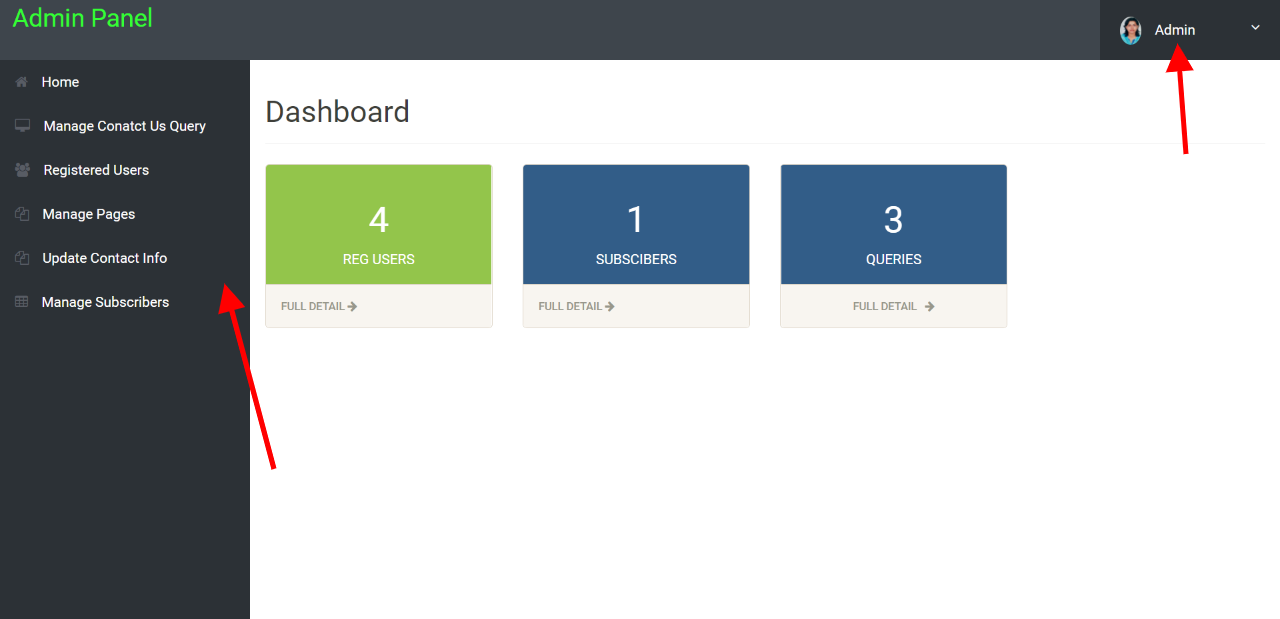 Admin Panel
Admin
Home
Manage Conatct Us Query
Registered Users
Manage Pages
Update Contact Info
Manage Subscribers
Dashboard
4
REG USERS
FULL DETAIL
1
SUBSCIBERS
FULL DETAIL
3
QUERIES
FULL DETAIL